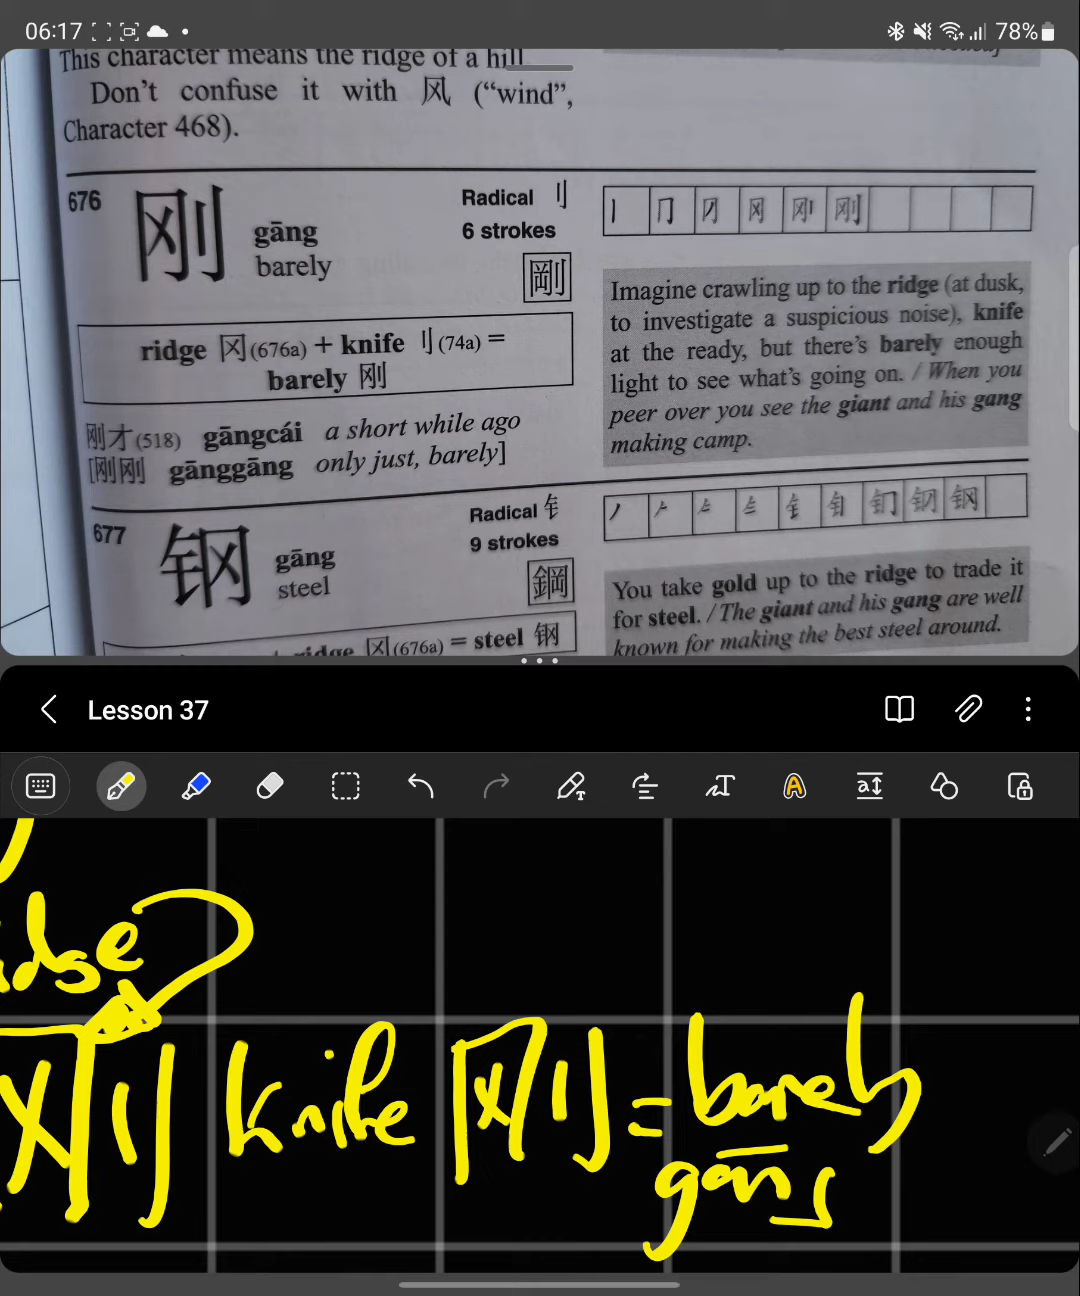 06:17
78%
This character means the ridge of a hill.
Don't confuse it with 风 ("wind",
Character 468).
676
刚
gāng
barely
Radical 刂
6 strokes
剛
ridge 冈 (676a) + knife 刂 (74a) =
barely 刚
刚才 (518) gāngcái a short while ago
[刚刚 gānggāng only just, barely]
丨 冂 冈 刚
Imagine crawling up to the ridge (at dusk,
to investigate a suspicious noise), knife
at the ready, but there's barely enough
light to see what's going on. / When you
peer over you see the giant and his gang
making camp.
677
钢
gāng
steel
Radical 钅
9 strokes
鋼
ridge 冈 (676a) = steel 钢
丿 钅 钢
You take gold up to the ridge to trade it
for steel. / The giant and his gang are well
known for making the best steel around.
Lesson 37
idge
冈刂 knife 刚 = barely
gāng